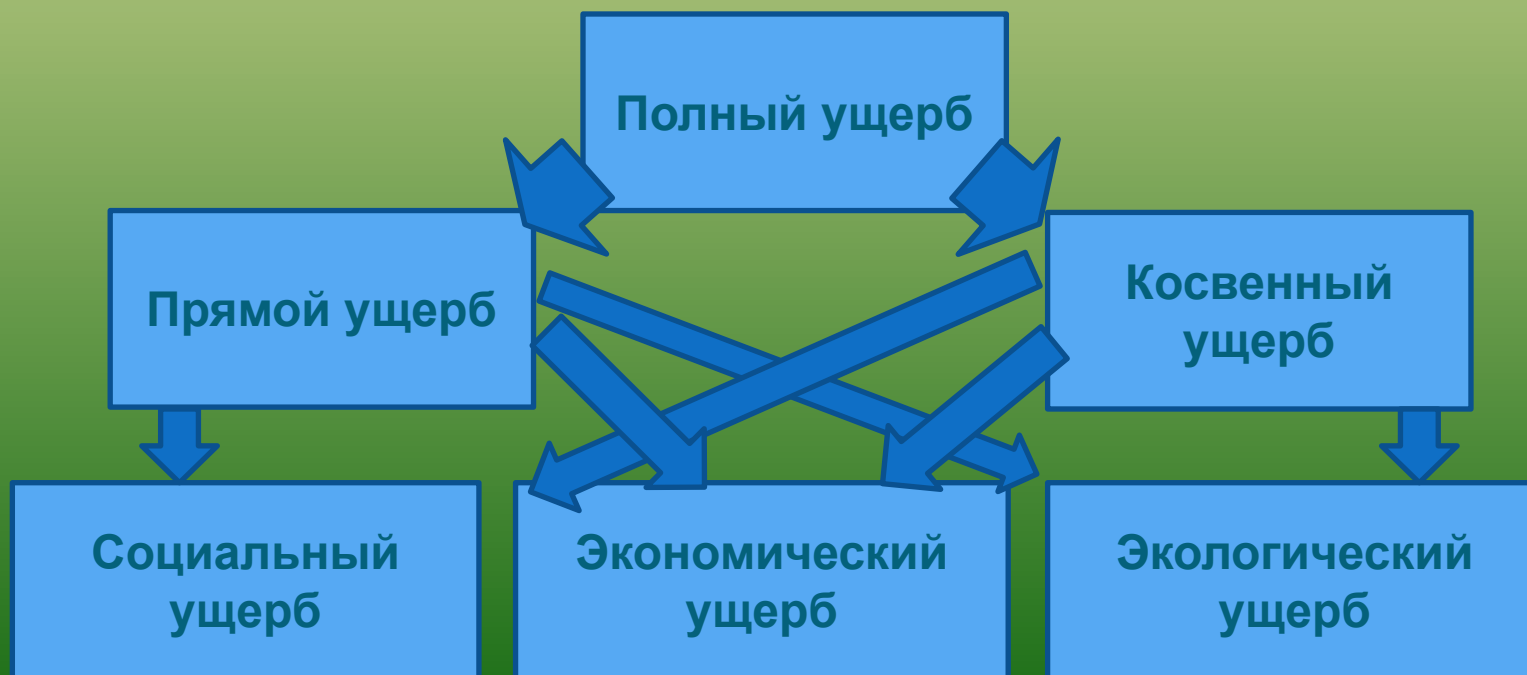 Полный ущерб
Прямой ущерб
Косвенный
ущерб
Социальный
ущерб
Экономический
ущерб
Экологический
ущерб